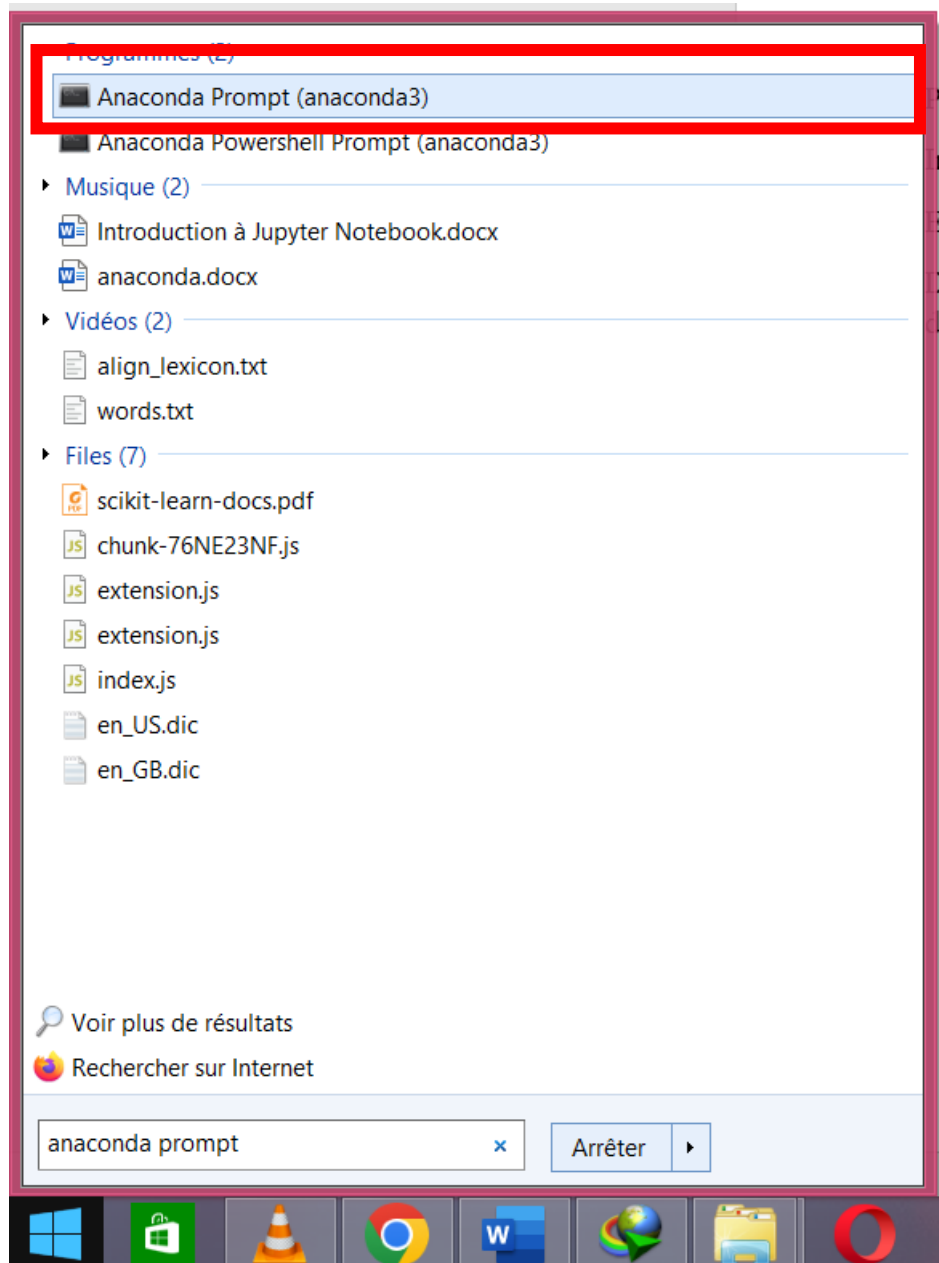 Programmes (2)
Anaconda Prompt (anaconda3)
Anaconda Powershell Prompt (anaconda3)
Musique (2)
Introduction à Jupyter Notebook.docx
anaconda.docx
Vidéos (2)
align_lexicon.txt
words.txt
Files (7)
scikit-learn-docs.pdf
chunk-76NE23NF.js
extension.js
extension.js
index.js
en_US.dic
en_GB.dic
Voir plus de résultats
Rechercher sur Internet
anaconda prompt
Arrêter